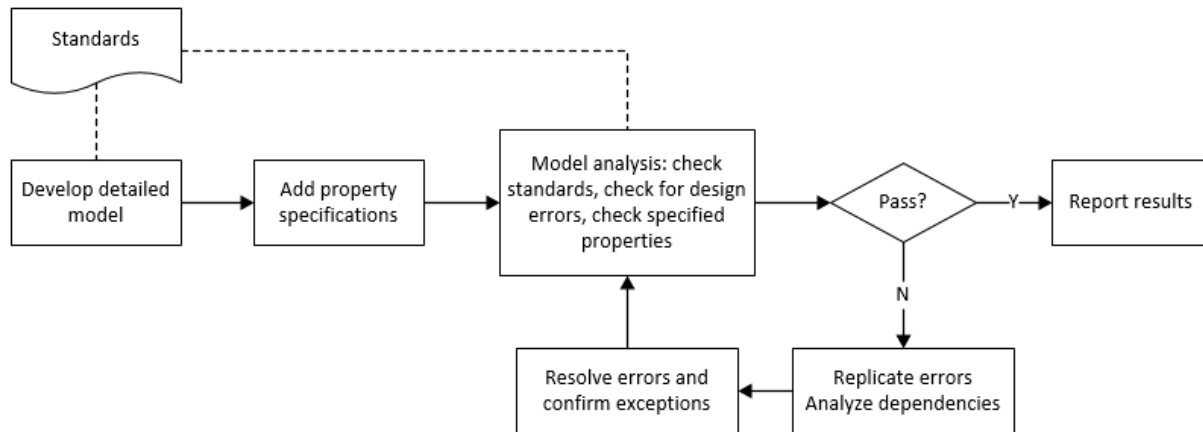 Standards
Develop detailed
model
Add property
specifications
Model analysis: check
standards, check for design
errors, check specified
properties
Pass?
Y
Report results
N
Resolve errors and
confirm exceptions
Replicate errors
Analyze dependencies